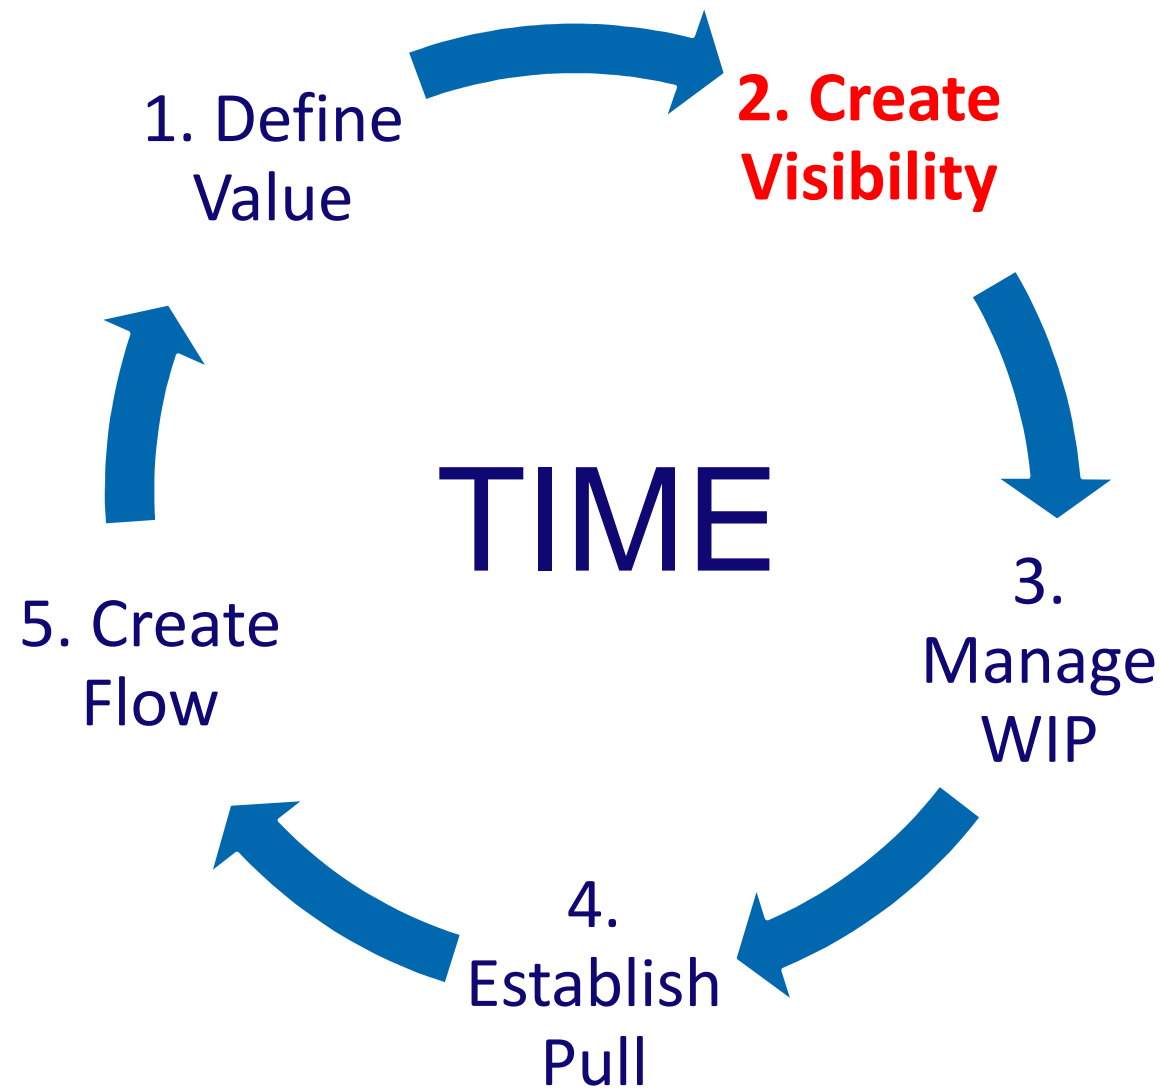 1. Define
Value
2. Create
Visibility
TIME
3.
Manage
WIP
4.
Establish
Pull
5. Create
Flow